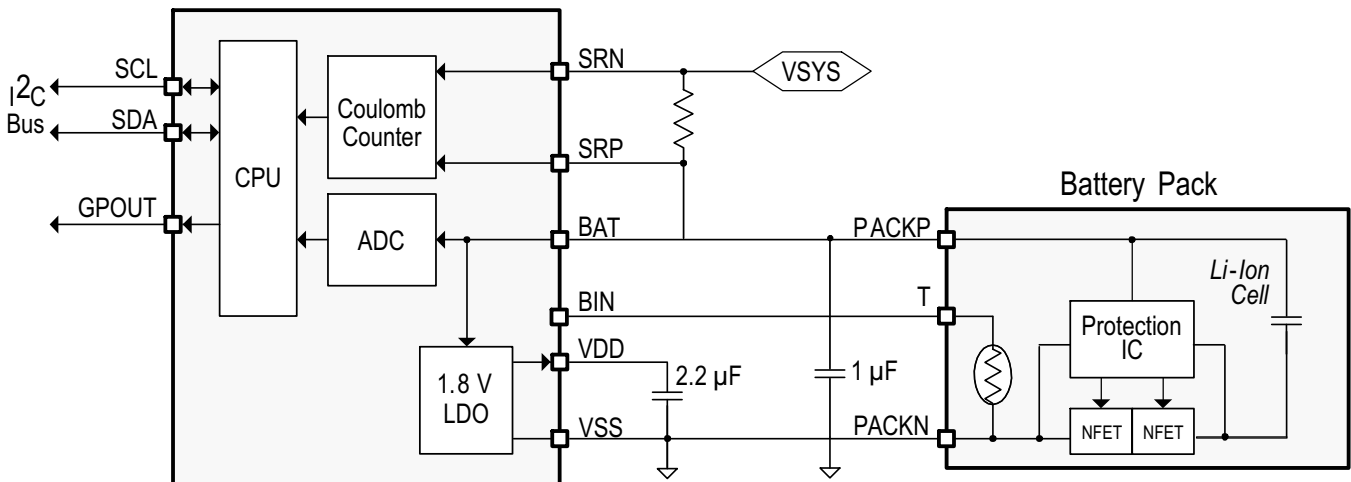 SCL
I2C
Bus
SDA
GPOUT
CPU
Coulomb
Counter
ADC
1.8 V
LDO
SRN
SRP
BAT
BIN
VDD
VSS
VSYS
2.2 µF
1 µF
Battery Pack
PACKP
T
PACKN
Li-Ion
Cell
Protection
IC
NFET
NFET